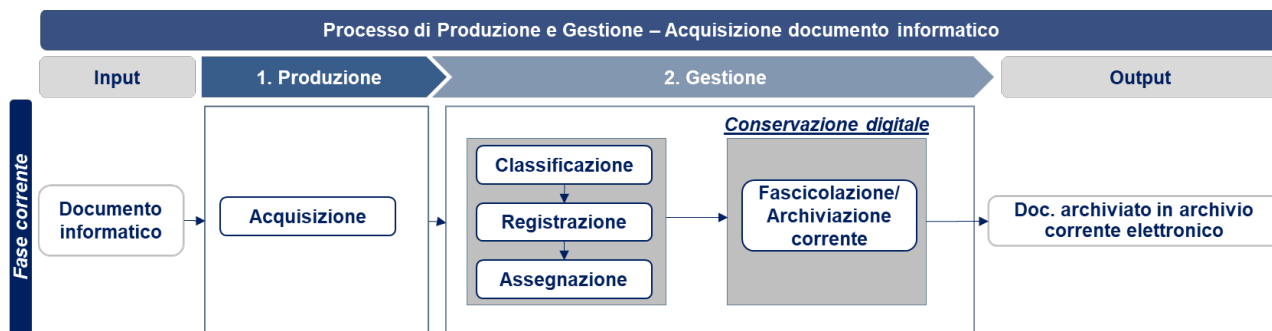 Processo di Produzione e Gestione – Acquisizione documento informatico
Input
1. Produzione
2. Gestione
Output
Fase corrente
Documento
informatico
Acquisizione
Classificazione
Registrazione
Assegnazione
Conservazione digitale
Fascicolazione/
Archiviazione
corrente
Doc. archiviato in archivio
corrente elettronico